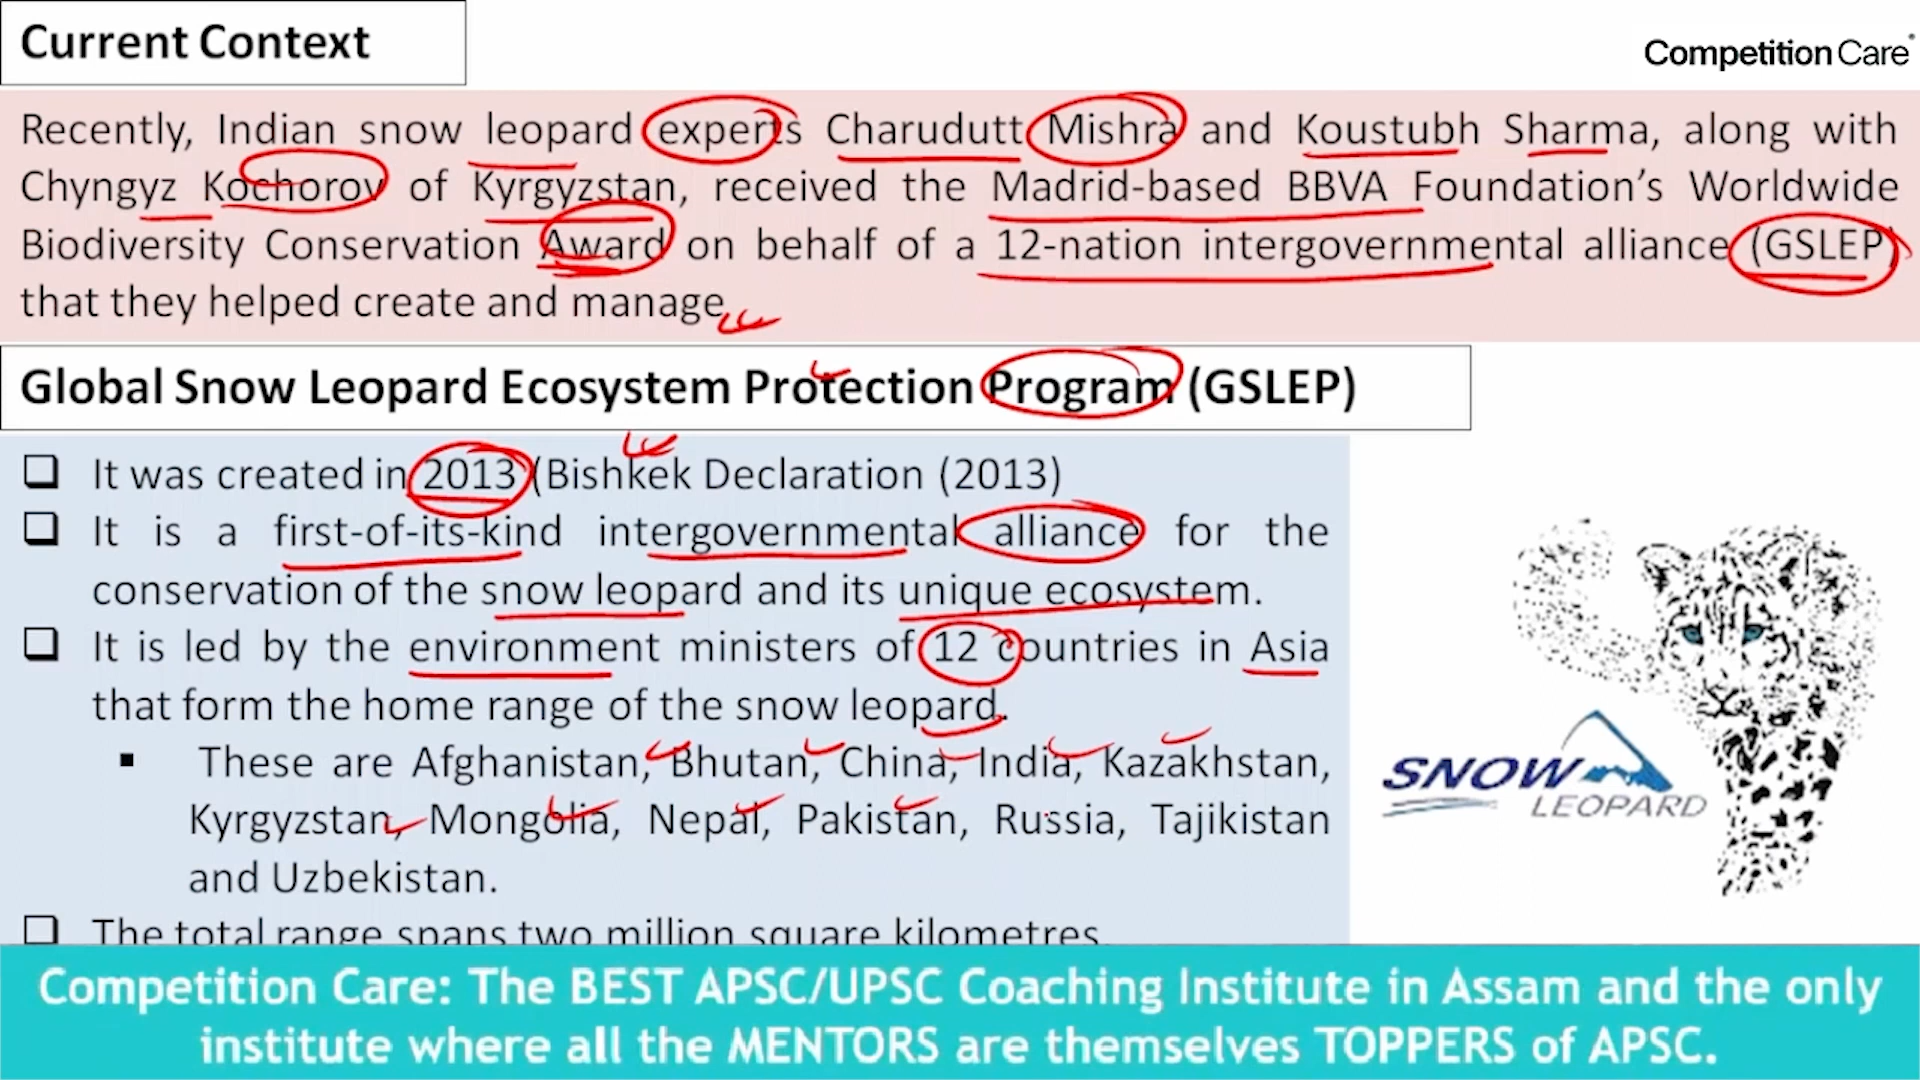 Current Context
Competition Care
Recently, Indian snow leopard experts Charudutt Mishra and Koustubh Sharma, along with
Chyngyz Kochorov of Kyrgyzstan, received the Madrid-based BBVA Foundation’s Worldwide
Biodiversity Conservation Award on behalf of a 12-nation intergovernmental alliance (GSLEP)
that they helped create and manage
Global Snow Leopard Ecosystem Protection Program (GSLEP)
It was created in 2013 (Bishkek Declaration (2013)
It is a first-of-its-kind intergovernmental alliance for the
conservation of the snow leopard and its unique ecosystem.
It is led by the environment ministers of 12 countries in Asia
that form the home range of the snow leopard.
These are Afghanistan, Bhutan, China, India, Kazakhstan,
Kyrgyzstan, Mongolia, Nepal, Pakistan, Russia, Tajikistan
and Uzbekistan.
The total range spans two million square kilometres.
SNOW
LEOPARD
Competition Care: The BEST APSC/UPSC Coaching Institute in Assam and the only
institute where all the MENTORS are themselves TOPPERS of APSC.